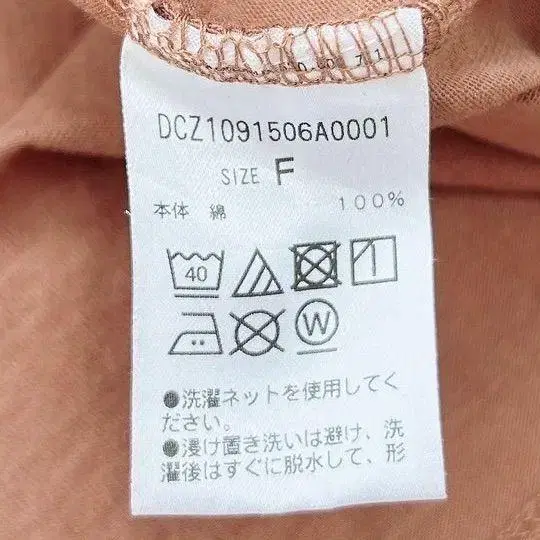 DCZ1091506A0001
SIZE F
本体 綿 100%
40
W
●洗濯ネットを使用してく
ださい。
●浸け置き洗いは避け、洗
濯後はすぐに脱水して、形